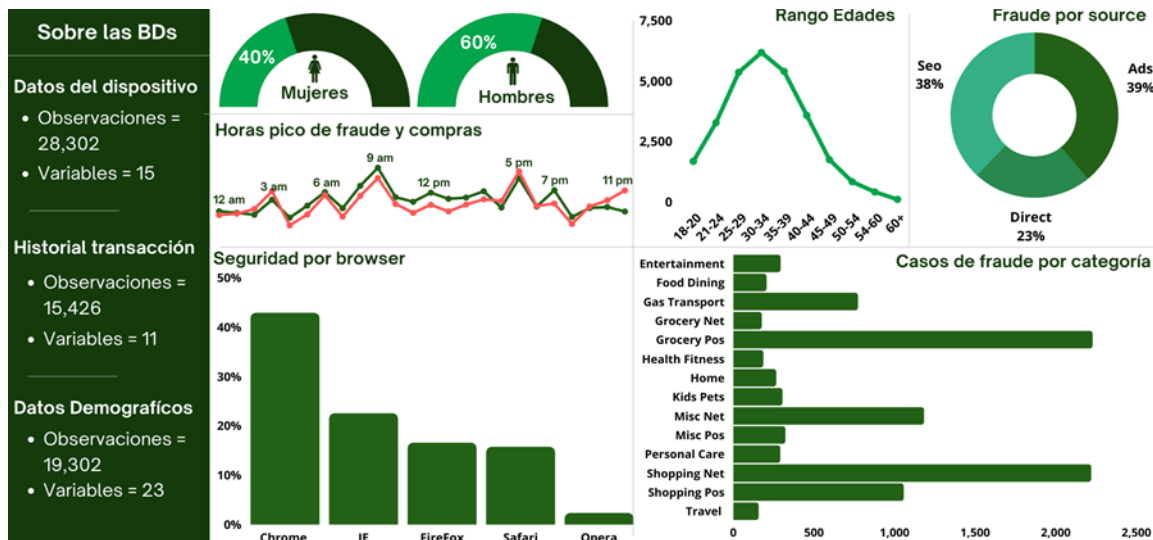 Sobre las BDs
Datos del dispositivo
• Observaciones =
28,302
• Variables = 15
Historial transacción
• Observaciones =
15,426
• Variables = 11
Datos Demografícos
• Observaciones =
19,302
• Variables = 23
40%
Mujeres
60%
Hombres
Horas pico de fraude y compras
12 am
3 am
6 am
9 am
12 pm
5 pm
7 pm
11 pm
Rango Edades
7,500
5,000
2,500
0
18-20
21-24
25-29
30-34
35-39
40-44
45-49
50-54
54-60
60+
Fraude por source
Seo
38%
Ads
39%
Direct
23%
Seguridad por browser
50%
40%
30%
20%
10%
0%
Chrome
IE
FireFox
Safari
Opera
Casos de fraude por categoría
Entertainment
Food Dining
Gas Transport
Grocery Net
Grocery Pos
Health Fitness
Home
Kids Pets
Misc Net
Misc Pos
Personal Care
Shopping Net
Shopping Pos
Travel
0
500
1,000
2,000
2,500